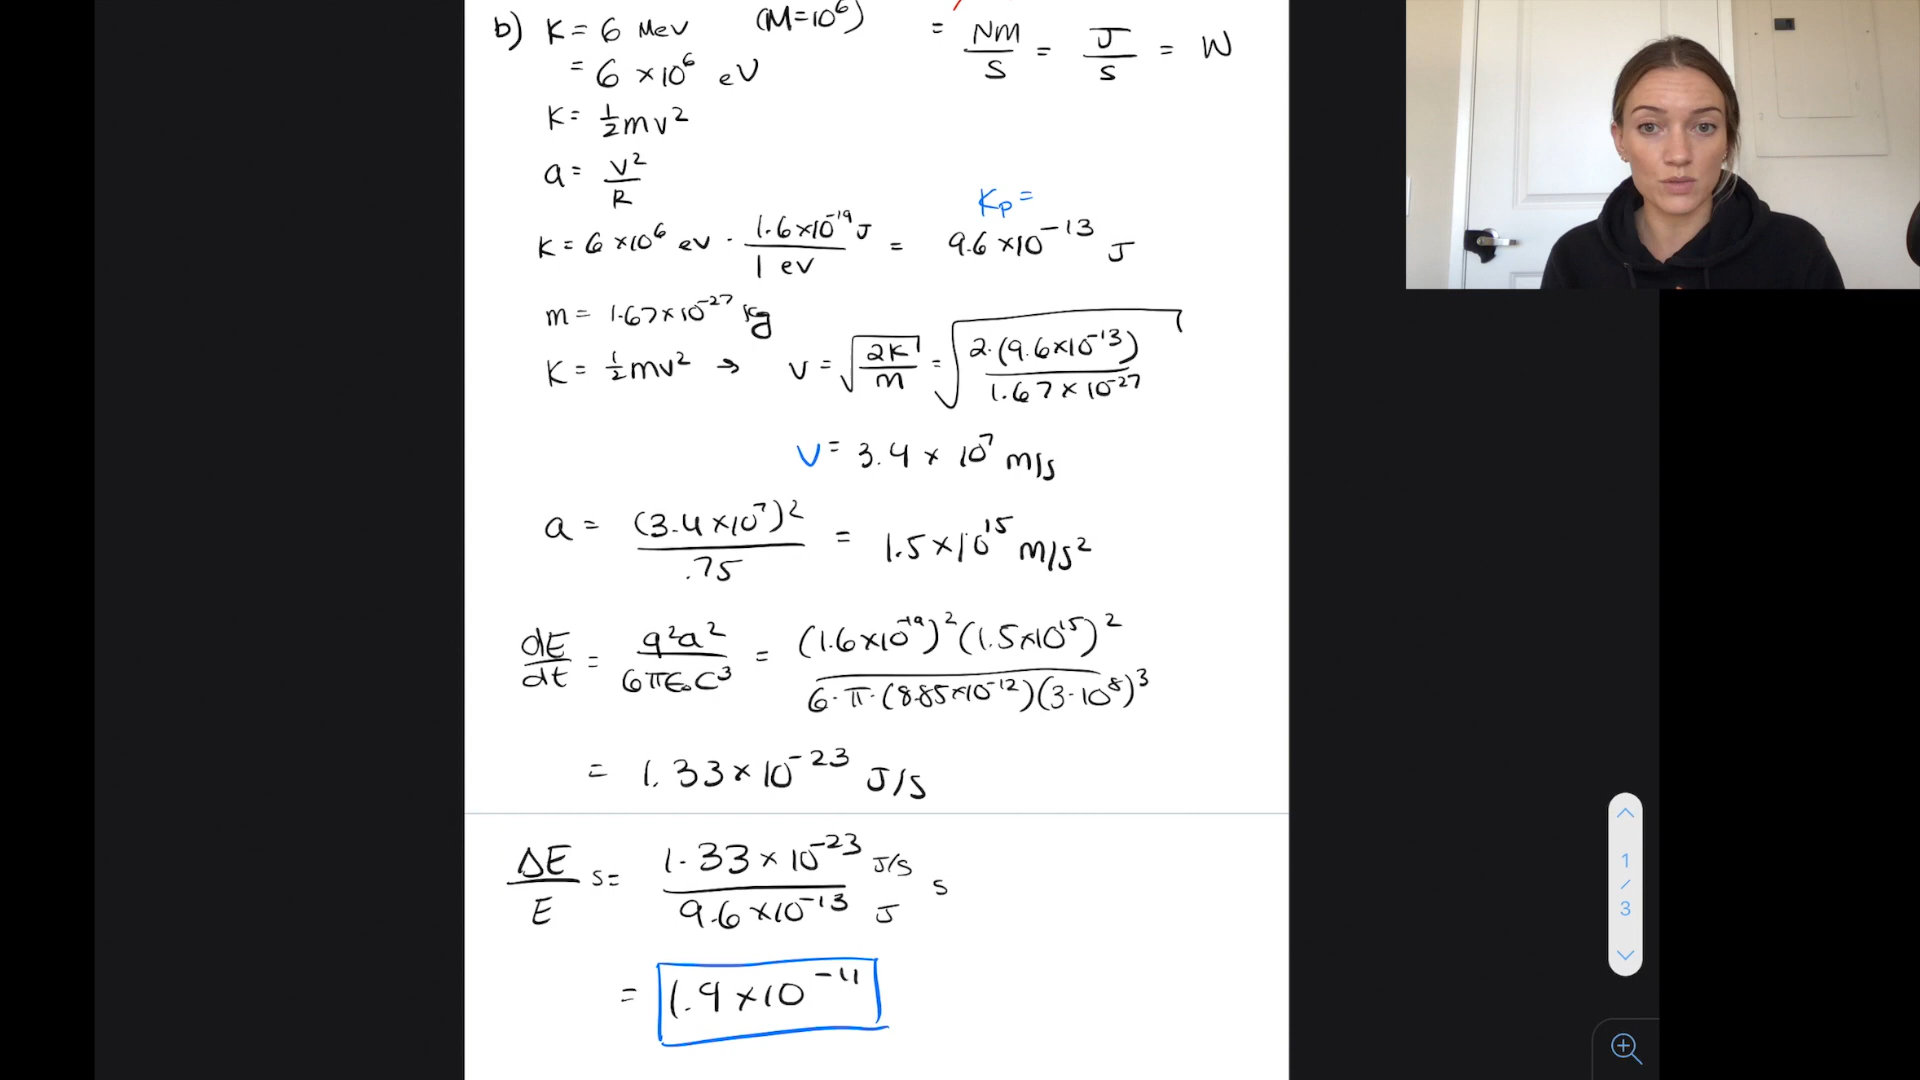 b) K = 6 MeV (M=10⁶) = Nm/s = J/s = W
= 6 × 10⁶ eV
K = ½mv²
a = v²/R
Kp =
K = 6 × 10⁶ eV · 1.6×10⁻¹⁹ J / 1 eV = 9.6 × 10⁻¹³ J
m = 1.67 × 10⁻²⁷ kg
K = ½mv² → v = √(2K/m) = √(2·(9.6×10⁻¹³) / 1.67 × 10⁻²⁷)
v = 3.4 × 10⁷ m/s
a = (3.4×10⁷)² / .75 = 1.5 × 10¹⁵ m/s²
dE/dt = q²a² / 6πε₀c³ = (1.6×10⁻¹⁹)²(1.5×10¹⁵)² / 6·π·(8.85×10⁻¹²)(3·10⁸)³
= 1.33 × 10⁻²³ J/s
ΔE/E s = 1.33 × 10⁻²³ J/s / 9.6 × 10⁻¹³ J s
= 1.9 × 10⁻¹¹
1
/
3